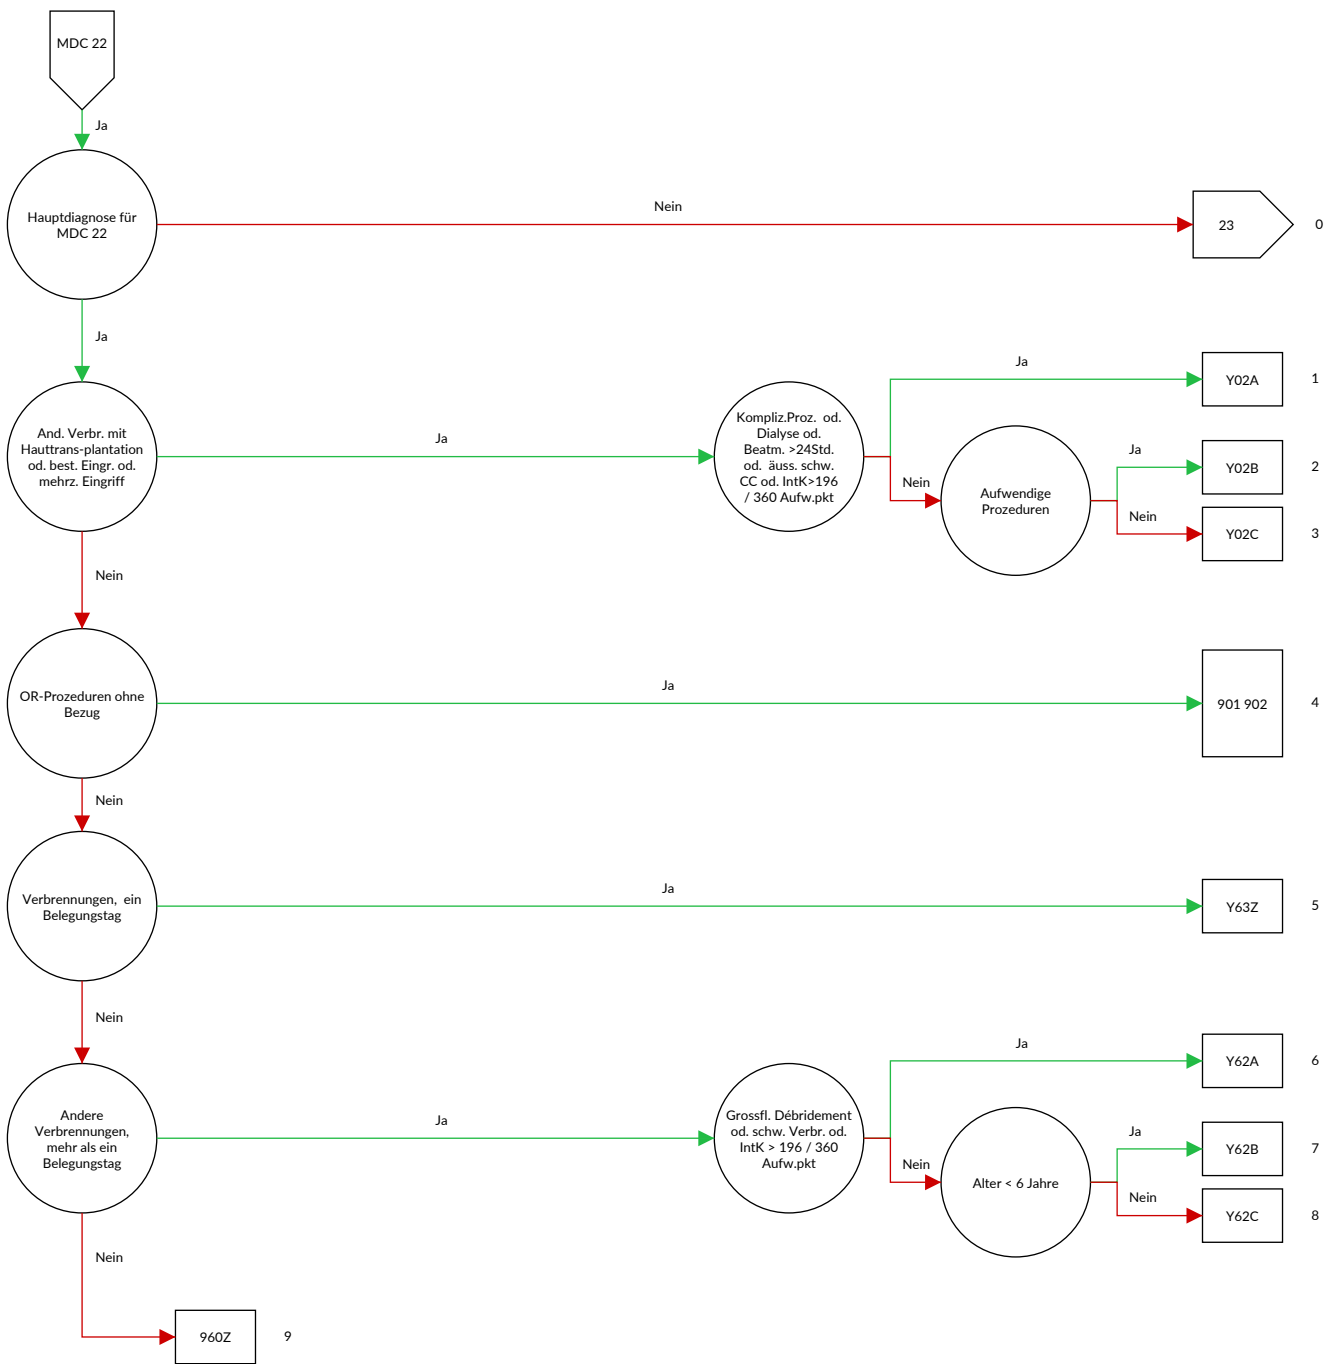 MDC 22
Ja
Hauptdiagnose für
MDC 22
Nein
23
0
Ja
And. Verbr. mit
Hauttrans-plantation
od. best. Eingr. od.
mehrz. Eingriff
Ja
Kompliz.Proz. od.
Dialyse od.
Beatm. >24Std.
od. äuss. schw.
CC od. IntK>196
/ 360 Aufw.pkt
Ja
Y02A
1
Nein
Aufwendige
Prozeduren
Ja
Y02B
2
Nein
Y02C
3
Nein
OR-Prozeduren ohne
Bezug
Ja
901 902
4
Nein
Verbrennungen, ein
Belegungstag
Ja
Y63Z
5
Nein
Andere
Verbrennungen,
mehr als ein
Belegungstag
Ja
Grossfl. Débridement
od. schw. Verbr. od.
IntK > 196 / 360
Aufw.pkt
Ja
Y62A
6
Nein
Alter < 6 Jahre
Ja
Y62B
7
Nein
Y62C
8
Nein
960Z
9